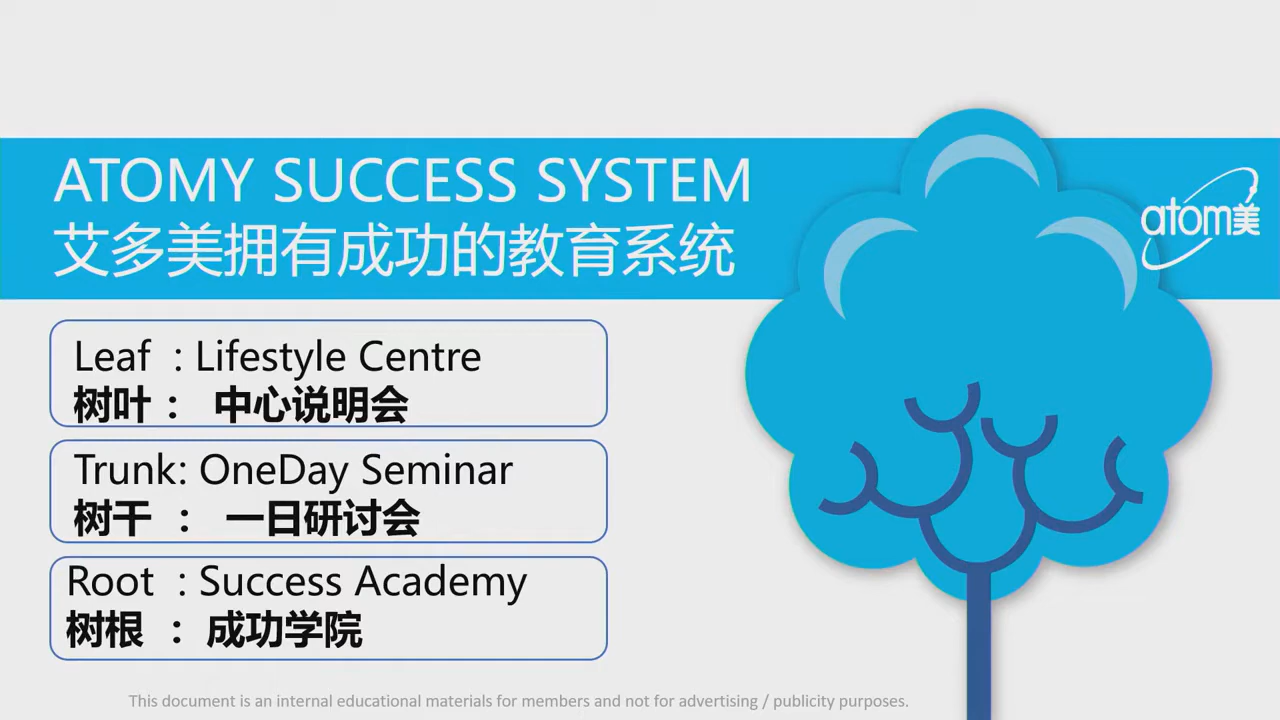 ATOMY SUCCESS SYSTEM
艾多美拥有成功的教育系统
atom美
Leaf : Lifestyle Centre
树叶： 中心说明会
Trunk: OneDay Seminar
树干 ： 一日研讨会
Root : Success Academy
树根 ： 成功学院
This document is an internal educational materials for members and not for advertising / publicity purposes.